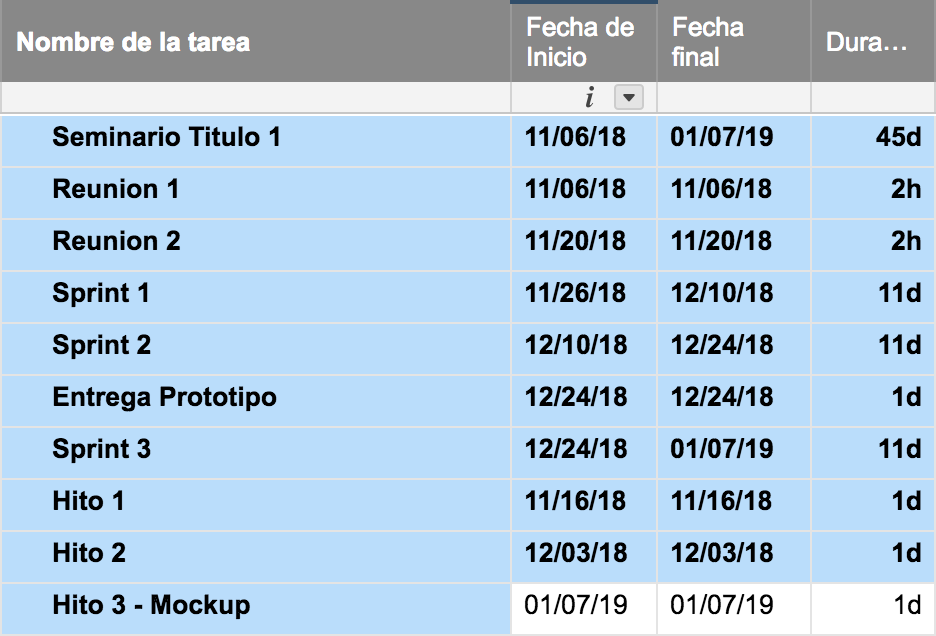 Nombre de la tarea Fecha de Inicio Fecha final Dura...
i
Seminario Titulo 1 11/06/18 01/07/19 45d
Reunion 1 11/06/18 11/06/18 2h
Reunion 2 11/20/18 11/20/18 2h
Sprint 1 11/26/18 12/10/18 11d
Sprint 2 12/10/18 12/24/18 11d
Entrega Prototipo 12/24/18 12/24/18 1d
Sprint 3 12/24/18 01/07/19 11d
Hito 1 11/16/18 11/16/18 1d
Hito 2 12/03/18 12/03/18 1d
Hito 3 - Mockup 01/07/19 01/07/19 1d